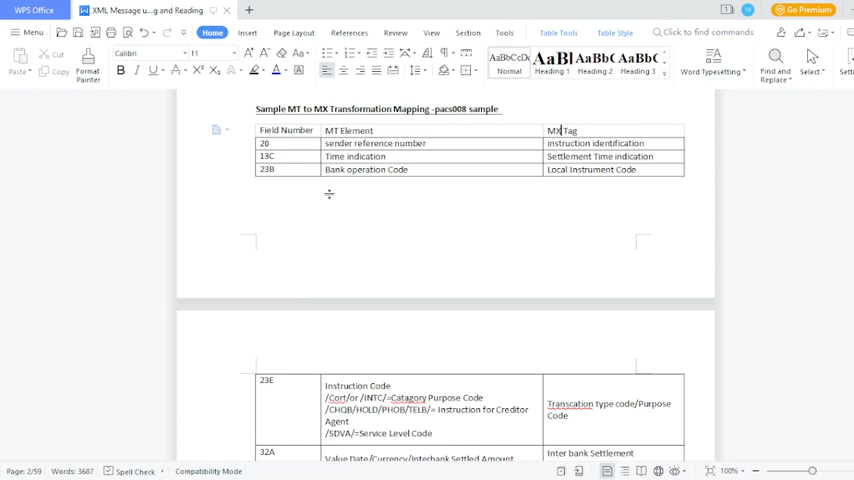 WPS Office
XML Message u...g and Reading
1
Go Premium
Menu
Home
Insert
Page Layout
References
Review
View
Section
Tools
Table Tools
Table Style
Click to find commands
Cut
Paste
Copy
Format
Painter
Calibri
11
B I U A X² X₂ A A A
AaBbCcDc
Normal
AaBl
Heading 1
AaBb(
Heading 2
AaBbC
Heading 3
Word Typesetting
Find and
Replace
Select
Setti
Sample MT to MX Transformation Mapping -pacs008 sample
Field Number MT Element MX Tag
20 sender reference number instruction identification
13C Time indication Settlement Time indication
23B Bank operation Code Local Instrument Code
23E
Instruction Code
/Cort/or /INTC/=Catagory Purpose Code
/CHQB/HOLD/PHOB/TELB/= Instruction for Creditor
Agent
/SDVA/=Service Level Code
Transcation type code/Purpose
Code
32A
Value Date/Currency/Interbank Settled Amount
Inter bank Settlement
Page: 2/59 Words: 3687 Spell Check Compatibility Mode 100%